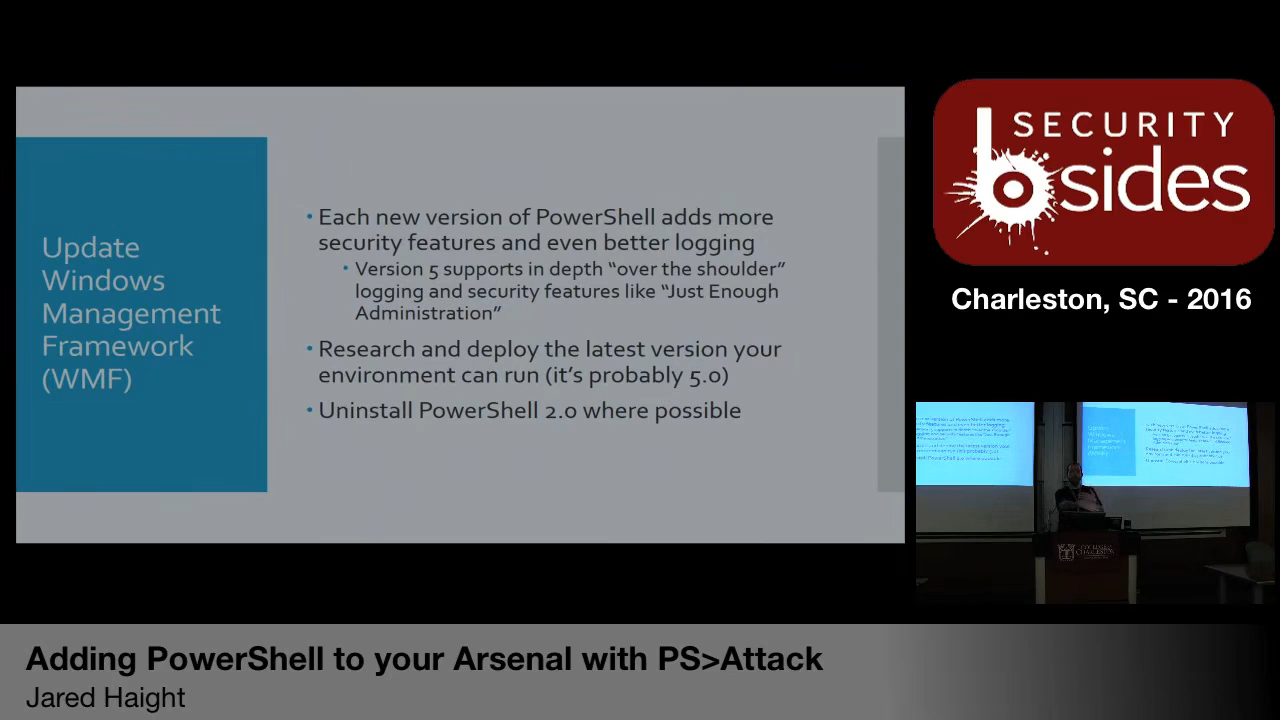 Update
Windows
Management
Framework
(WMF)
• Each new version of PowerShell adds more
security features and even better logging
• Version 5 supports in depth “over the shoulder”
logging and security features like “Just Enough
Administration”
• Research and deploy the latest version your
environment can run (it’s probably 5.0)
• Uninstall PowerShell 2.0 where possible
SECURITY
bsides
Charleston, SC - 2016
Adding PowerShell to your Arsenal with PS>Attack
Jared Haight